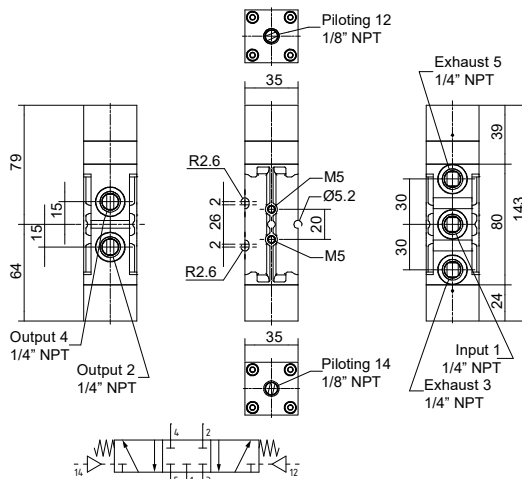 Piloting 12
1/8” NPT
35
Exhaust 5
1/4” NPT
79
64
15
15
Output 4
1/4” NPT
Output 2
1/4” NPT
R2.6
2
26
2
R2.6
M5
Ø5.2
20
M5
30
30
39
80
24
143
Input 1
1/4” NPT
Exhaust 3
1/4” NPT
35
Piloting 14
1/8” NPT
4
2
14
12
5
1
3